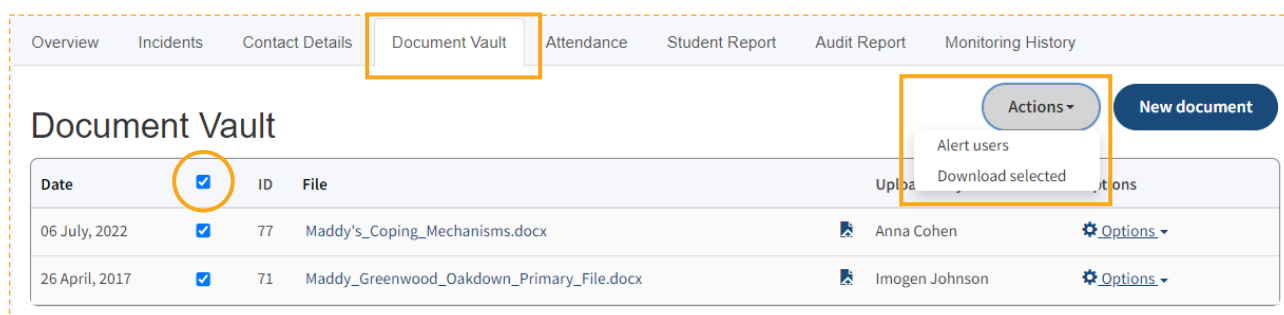 Overview Incidents Contact Details Document Vault Attendance Student Report Audit Report Monitoring History
Document Vault
Actions New document
Alert users
Download selected
Date ID File
06 July, 2022 77 Maddy's_Coping_Mechanisms.docx Anna Cohen Options
26 April, 2017 71 Maddy_Greenwood_Oakdown_Primary_File.docx Imogen Johnson Options